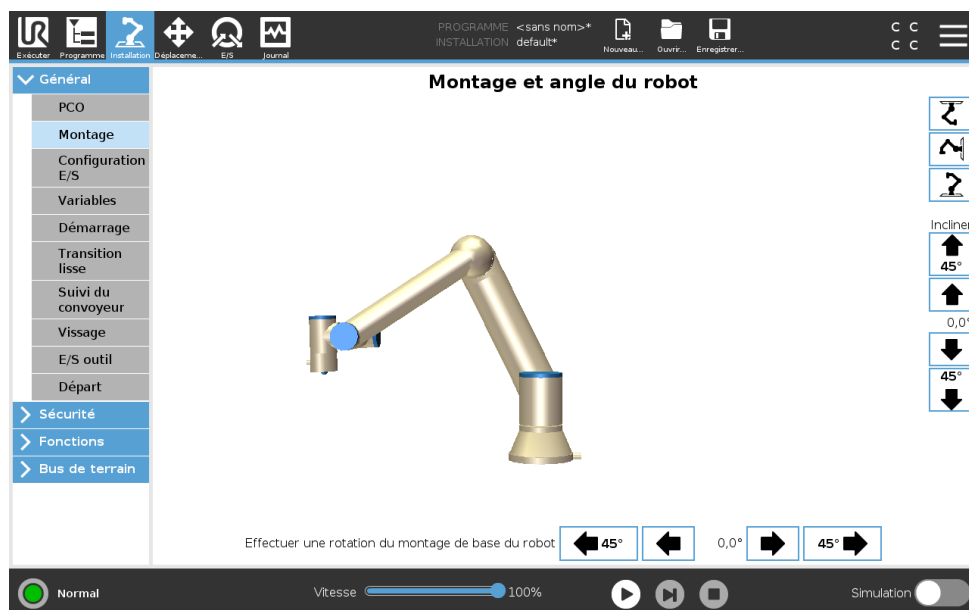 UR
PROGRAMME <sans nom>*
INSTALLATION default*
Exécuter Programme Installation Déplaceme... E/S Journal
Nouveau... Ouvrir... Enregistrer...
C C
C C
Général
PCO
Montage
Configuration
E/S
Variables
Démarrage
Transition
lisse
Suivi du
convoyeur
Vissage
E/S outil
Départ
Sécurité
Fonctions
Bus de terrain
Montage et angle du robot
Incliner
45°
0,0°
45°
Effectuer une rotation du montage de base du robot 45° 0,0° 45°
Normal
Vitesse 100%
Simulation